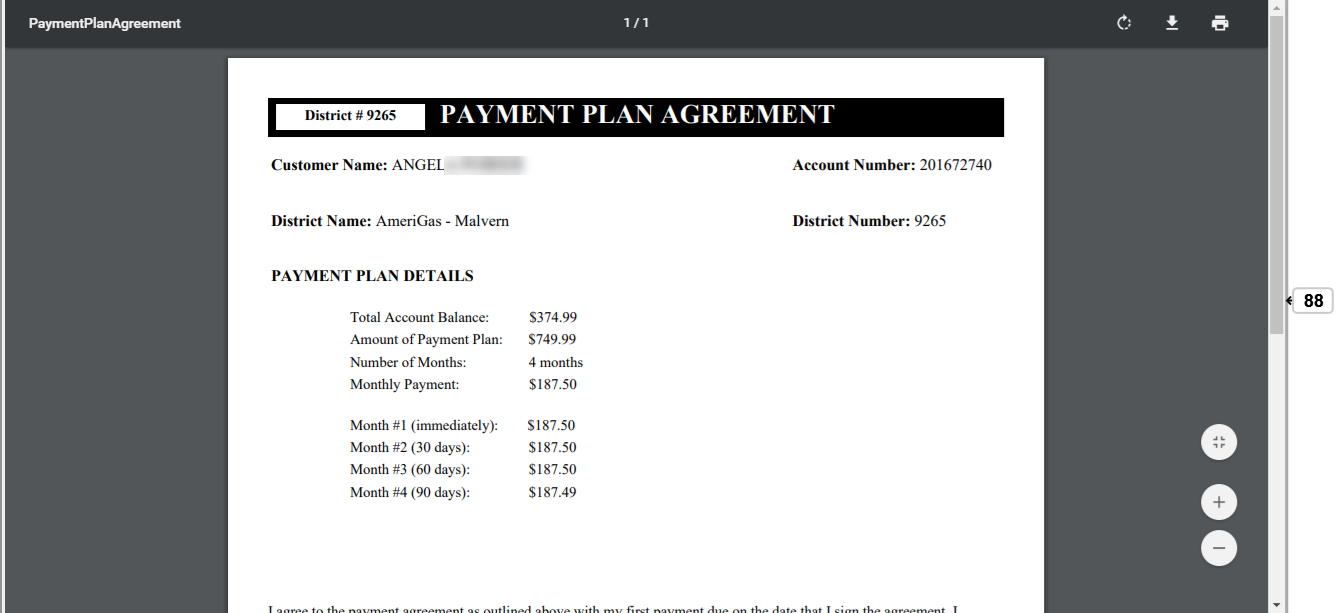 PaymentPlanAgreement 1 / 1
District # 9265 PAYMENT PLAN AGREEMENT
Customer Name: ANGEL Account Number: 201672740
District Name: AmeriGas - Malvern District Number: 9265
PAYMENT PLAN DETAILS
Total Account Balance: $374.99
Amount of Payment Plan: $749.99
Number of Months: 4 months
88
Monthly Payment: $187.50
Month #1 (immediately): $187.50
Month #2 (30 days): $187.50
Month #3 (60 days): $187.50
Month #4 (90 days): $187.49
I agree to the payment agreement as outlined above with my first payment due on the date that I sign the agreement. I